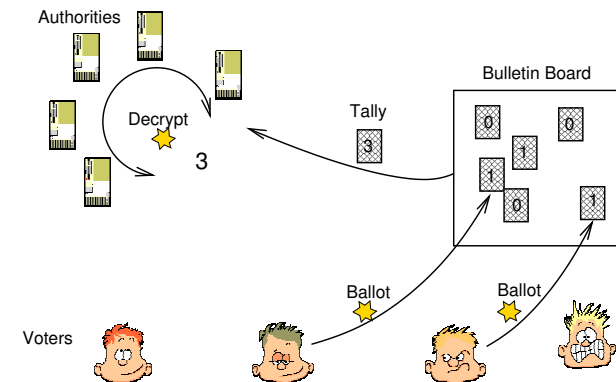 Authorities
Bulletin Board
Decrypt
Tally
3
3
0
0
1
1
0
1
Ballot
Ballot
Voters